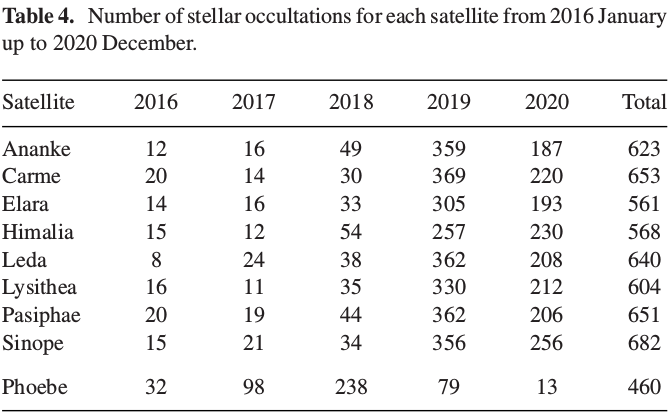 Table 4. Number of stellar occultations for each satellite from 2016 January
up to 2020 December.
Satellite 2016 2017 2018 2019 2020 Total
Ananke 12 16 49 359 187 623
Carme 20 14 30 369 220 653
Elara 14 16 33 305 193 561
Himalia 15 12 54 257 230 568
Leda 8 24 38 362 208 640
Lysithea 16 11 35 330 212 604
Pasiphae 20 19 44 362 206 651
Sinope 15 21 34 356 256 682
Phoebe 32 98 238 79 13 460